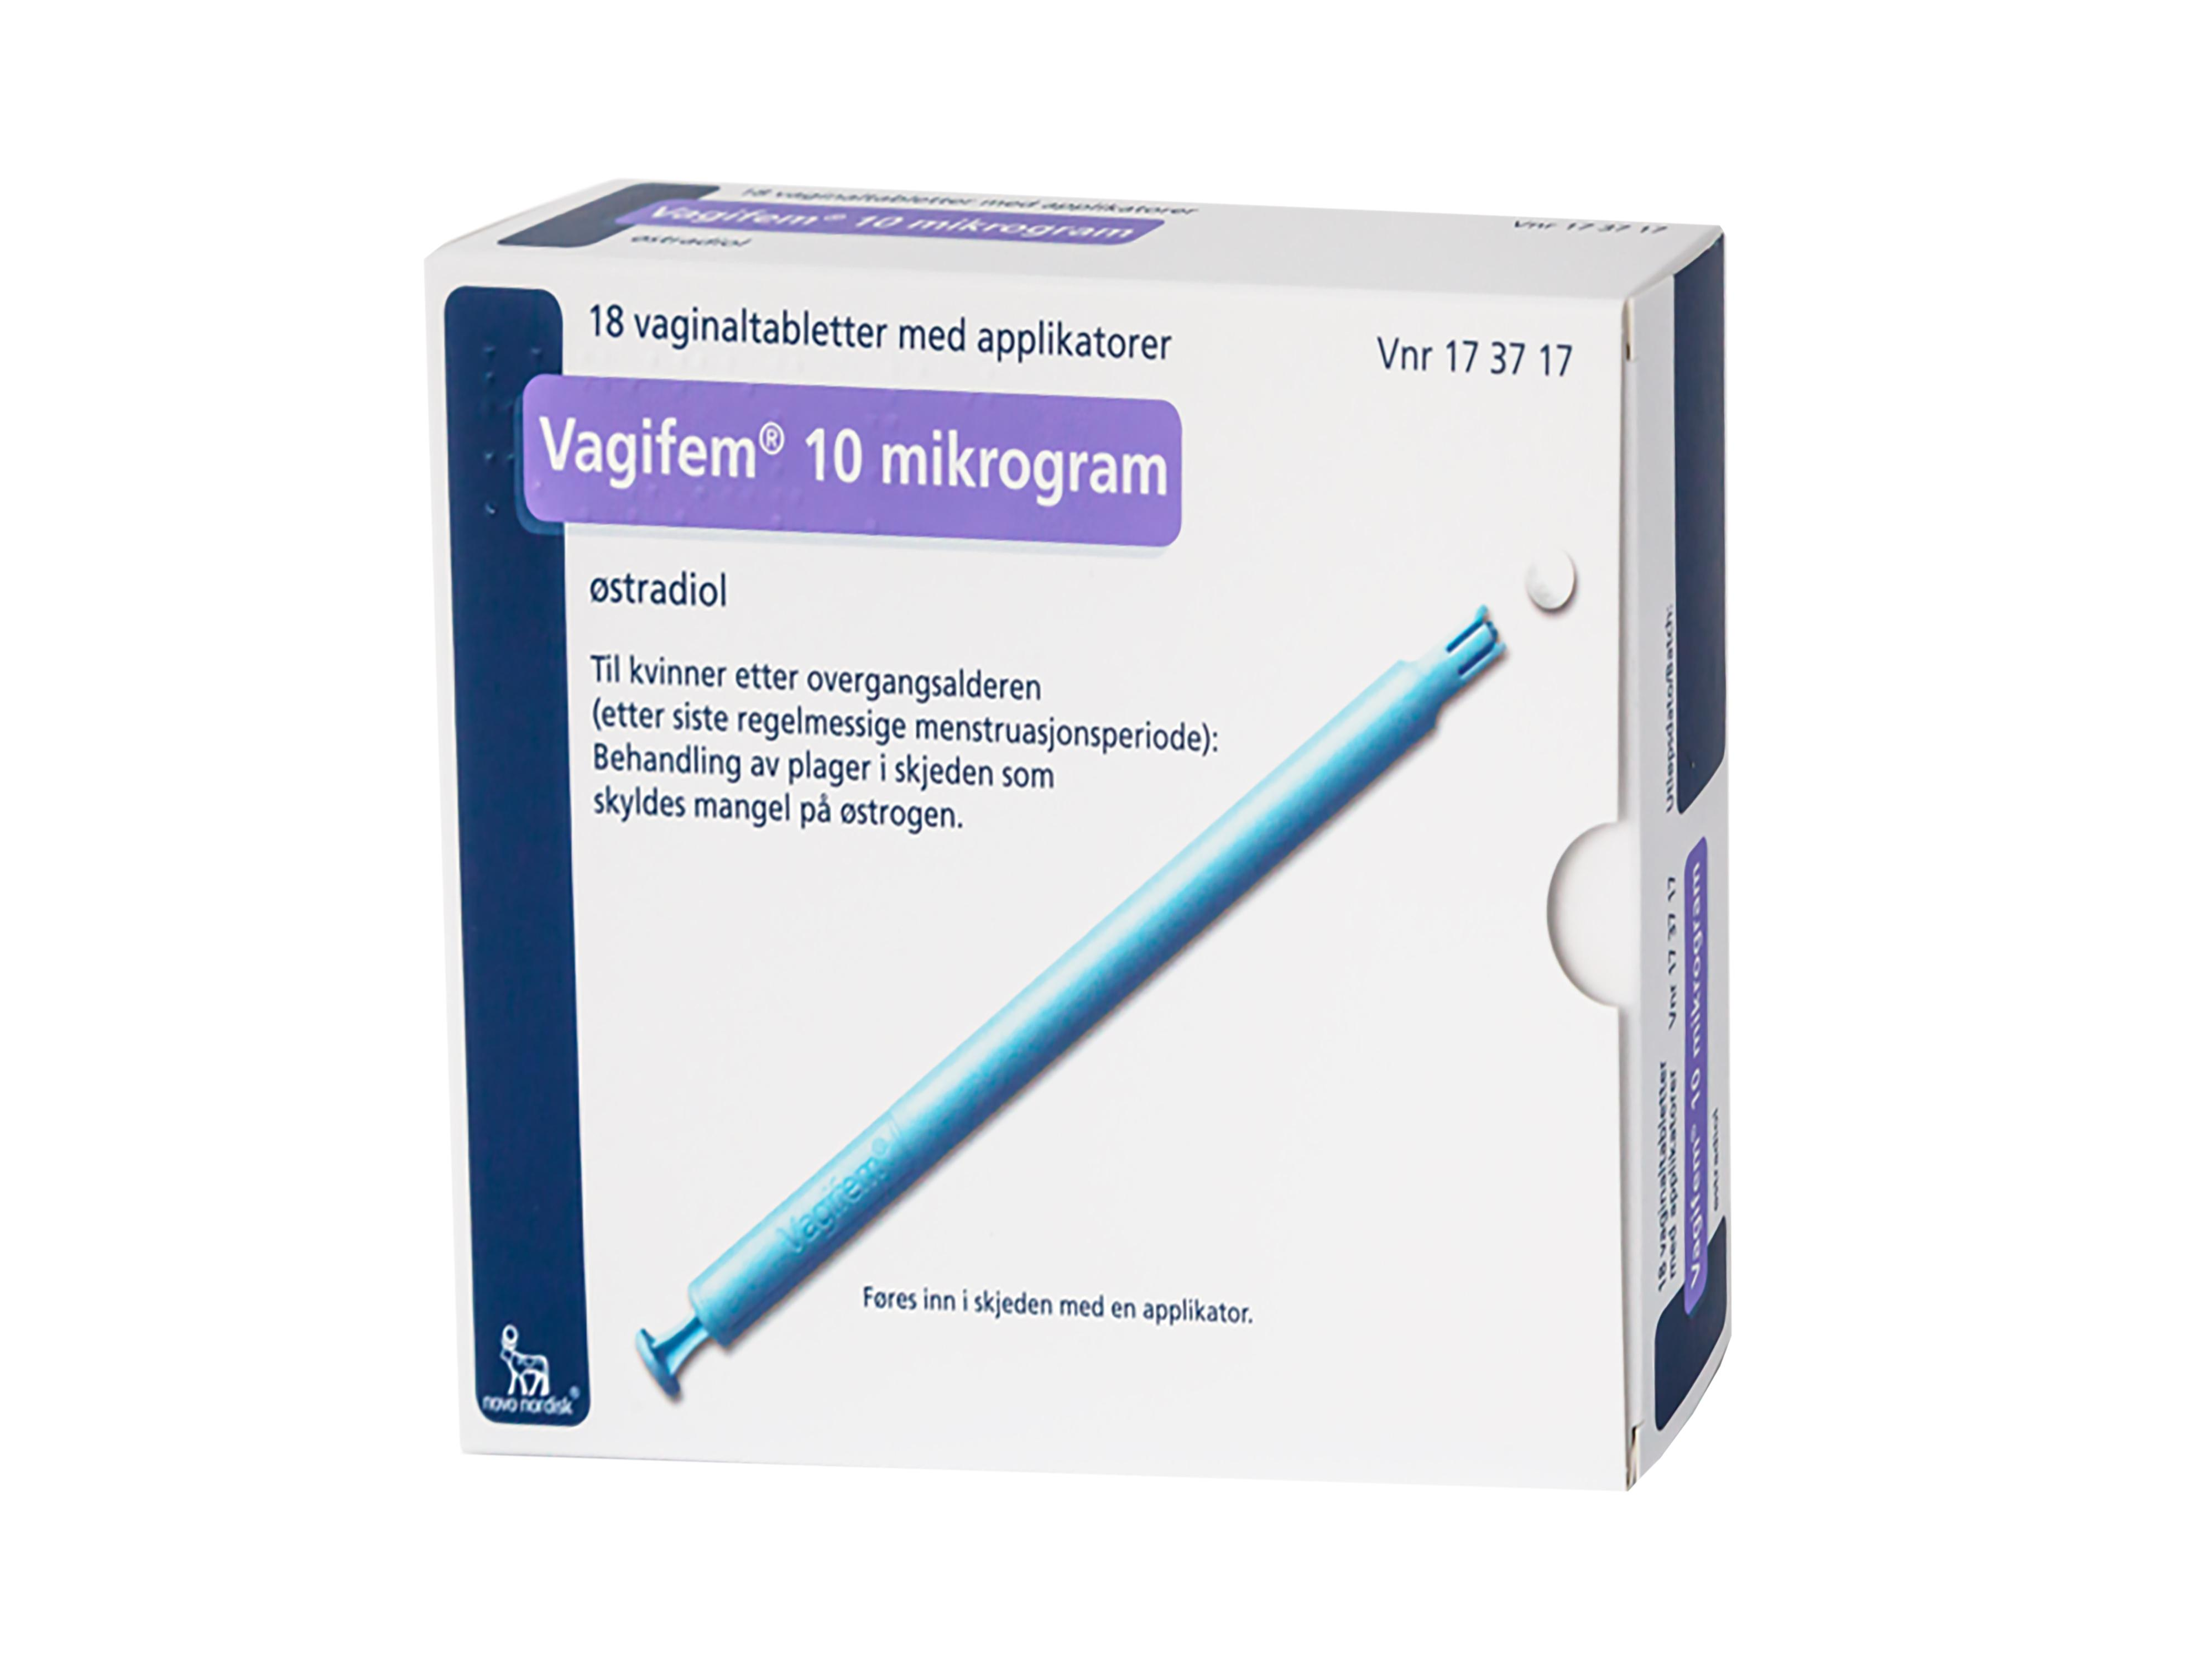 18 vaginaltabletter med applikatorer
Vagifem® 10 mikrogram
østradiol
Vnr 17 37 17
18 vaginaltabletter med applikatorer
Vnr 17 37 17
Vagifem® 10 mikrogram
østradiol
Til kvinner etter overgangsalderen
(etter siste regelmessige menstruasjonsperiode):
Behandling av plager i skjeden som
skyldes mangel på østrogen.
Vagifem®
Føres inn i skjeden med en applikator.
novo nordisk®
Utløpsdato/Batch:
18 vaginaltabletter
med applikatorer
Vnr 17 37 17
Vagifem® 10 mikrogram
østradiol